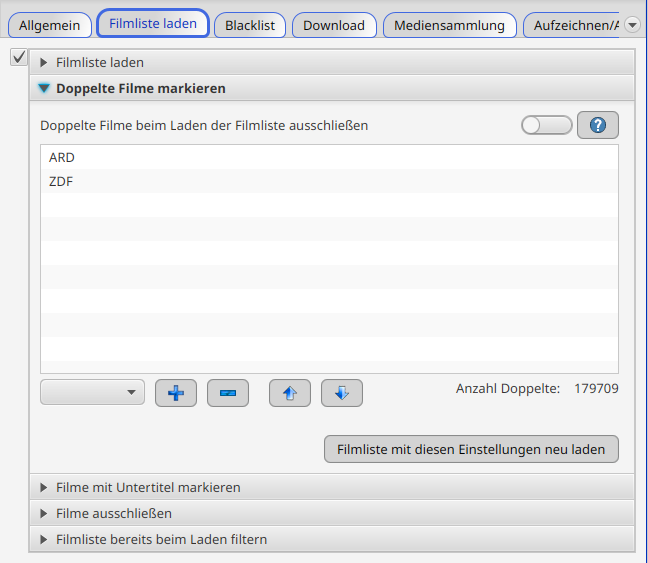 Allgemein Filmliste laden Blacklist Download Mediensammlung Aufzeichnen/A
Filmliste laden
Doppelte Filme markieren
Doppelte Filme beim Laden der Filmliste ausschließen
ARD
ZDF
Anzahl Doppelte: 179709
Filmliste mit diesen Einstellungen neu laden
Filme mit Untertitel markieren
Filme ausschließen
Filmliste bereits beim Laden filtern